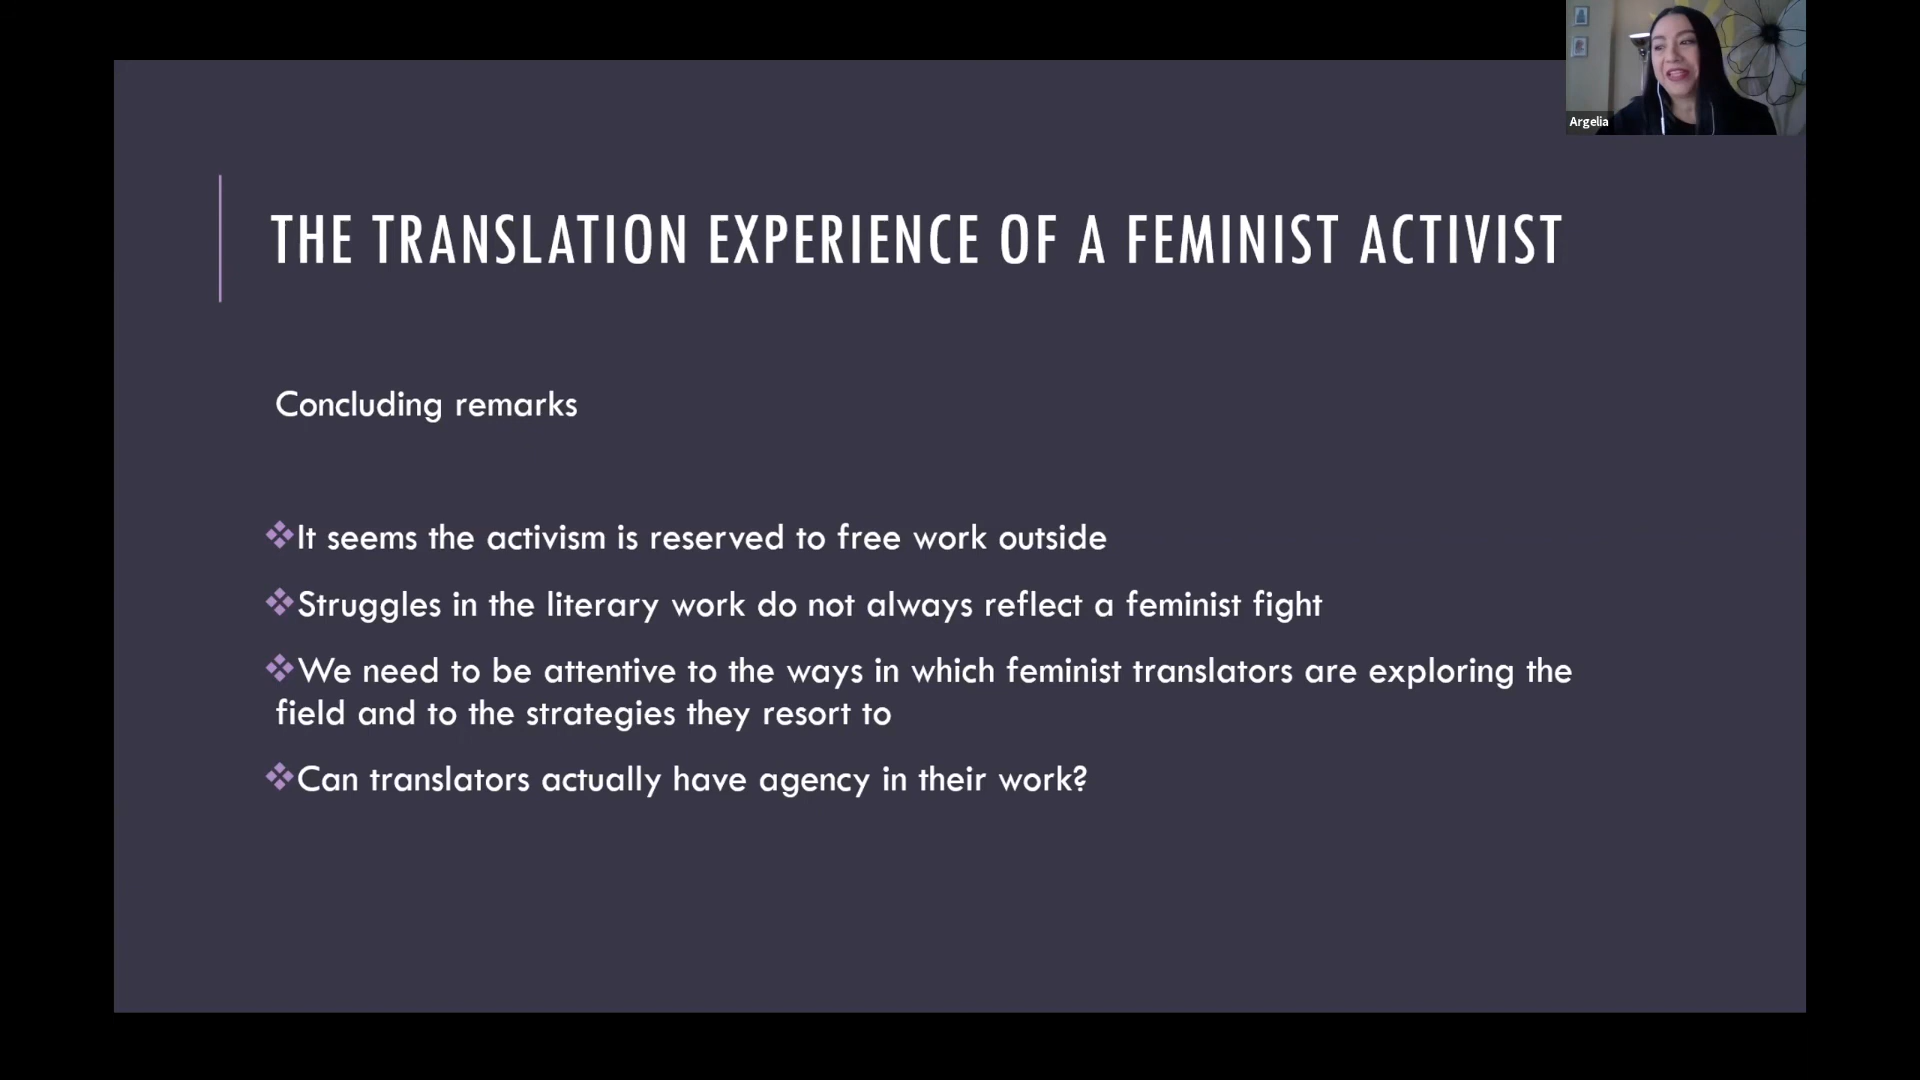 Argelia
THE TRANSLATION EXPERIENCE OF A FEMINIST ACTIVIST
Concluding remarks
❖It seems the activism is reserved to free work outside
❖Struggles in the literary work do not always reflect a feminist fight
❖We need to be attentive to the ways in which feminist translators are exploring the
field and to the strategies they resort to
❖Can translators actually have agency in their work?